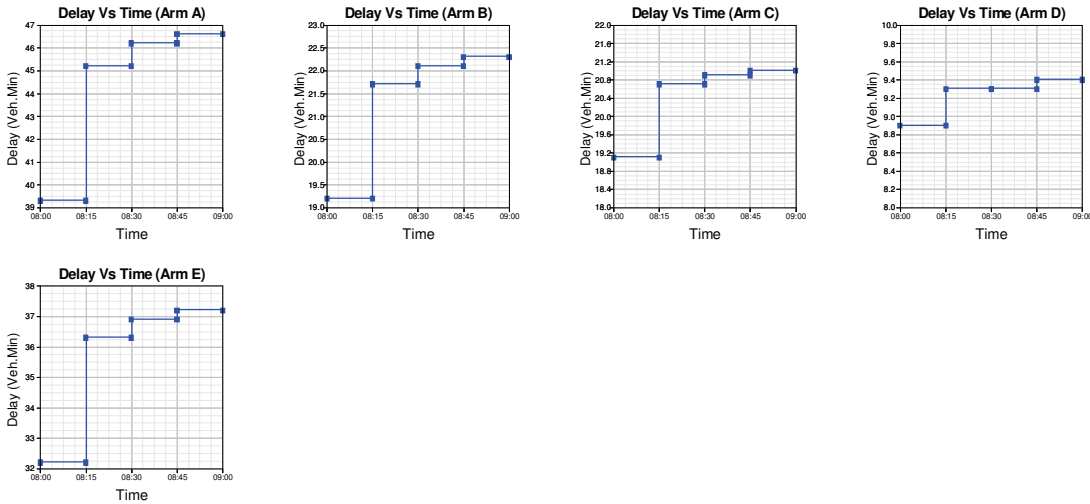 Delay Vs Time (Arm A)
Delay (Veh.Min)
47
46
45
44
43
42
41
40
39
08:00 08:15 08:30 08:45 09:00
Time
Delay Vs Time (Arm B)
Delay (Veh.Min)
23.0
22.5
22.0
21.5
21.0
20.5
20.0
19.5
19.0
08:00 08:15 08:30 08:45 09:00
Time
Delay Vs Time (Arm C)
Delay (Veh.Min)
22.0
21.6
21.2
20.8
20.4
20.0
19.6
19.2
18.8
18.4
18.0
08:00 08:15 08:30 08:45 09:00
Time
Delay Vs Time (Arm D)
Delay (Veh.Min)
10.0
9.8
9.6
9.4
9.2
9.0
8.8
8.6
8.4
8.2
8.0
08:00 08:15 08:30 08:45 09:00
Time
Delay Vs Time (Arm E)
Delay (Veh.Min)
38
37
36
35
34
33
32
08:00 08:15 08:30 08:45 09:00
Time